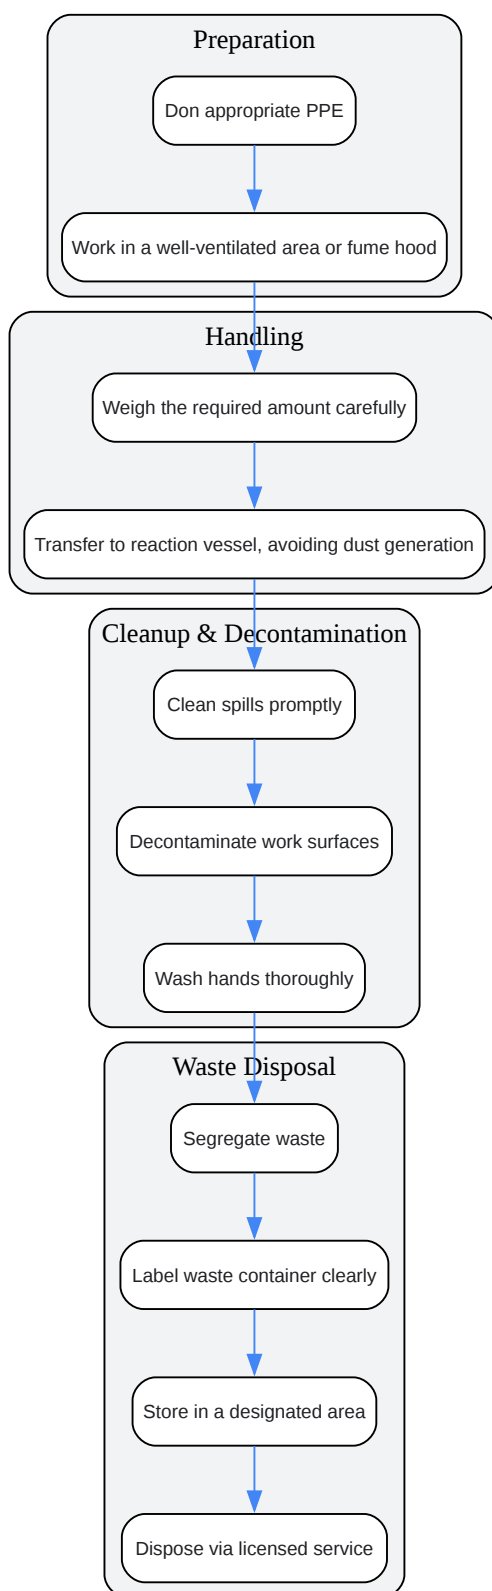 Preparation
Don appropriate PPE
Work in a well-ventilated area or fume hood
Handling
Weigh the required amount carefully
Transfer to reaction vessel, avoiding dust generation
Cleanup & Decontamination
Clean spills promptly
Decontaminate work surfaces
Wash hands thoroughly
Waste Disposal
Segregate waste
Label waste container clearly
Store in a designated area
Dispose via licensed service